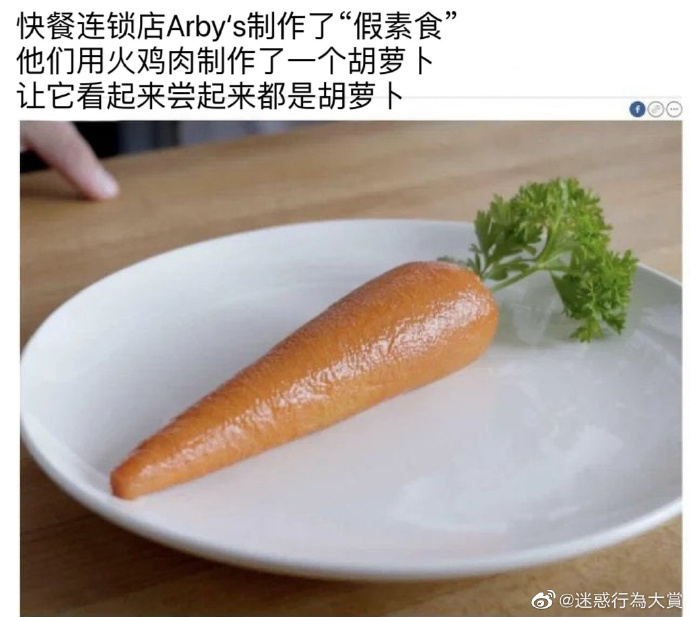 快餐连锁店Arby‘s制作了“假素食”
他们用火鸡肉制作了一个胡萝卜
让它看起来尝起来都是胡萝卜
@迷惑行為大賞